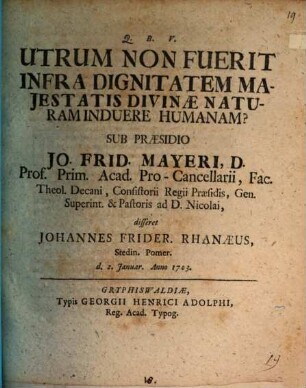 19.
Q. B. V.
UTRUM NON FUERIT
INFRA DIGNITATEM MA-
JESTATIS DIVINÆ NATU-
RAM INDUERE HUMANAM?
SUB PRÆSIDIO
JO. FRID. MAYERI, D.
Prof. Prim. Acad. Pro-Cancellarii, Fac.
Theol. Decani, Consistorii Regii Præsidis, Gen.
Superint. & Pastoris ad D. Nicolai,
disseret
JOHANNES FRIDER. RHANÆUS,
Stedin. Pomer.
d. 2. Januar. Anno 1703.
GRYPHISWALDIÆ,
Typis GEORGII HENRICI ADOLPHI,
Reg. Acad. Typog.
18.